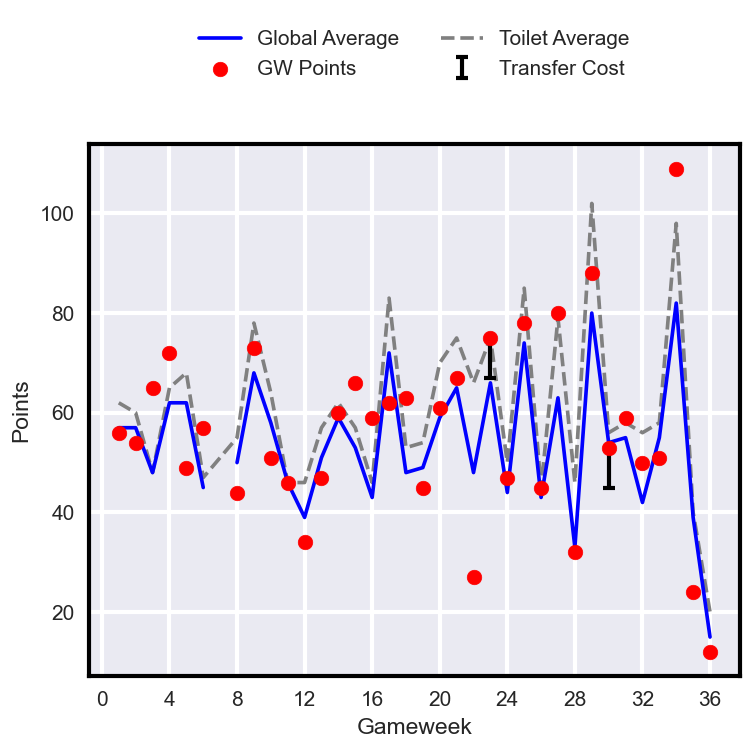 Global Average
Toilet Average
GW Points
Transfer Cost
Points
100
80
60
40
20
0 4 8 12 16 20 24 28 32 36
Gameweek